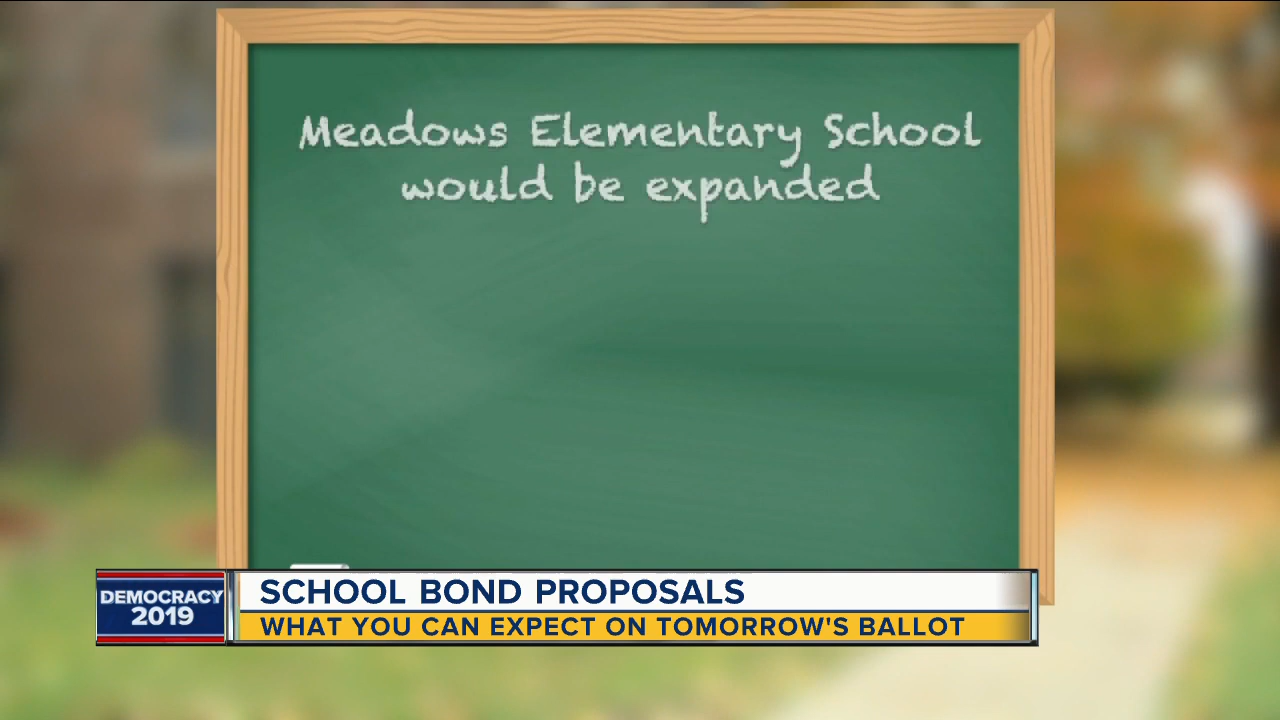 Meadows Elementary School
would be expanded
DEMOCRACY
2019
SCHOOL BOND PROPOSALS
WHAT YOU CAN EXPECT ON TOMORROW'S BALLOT